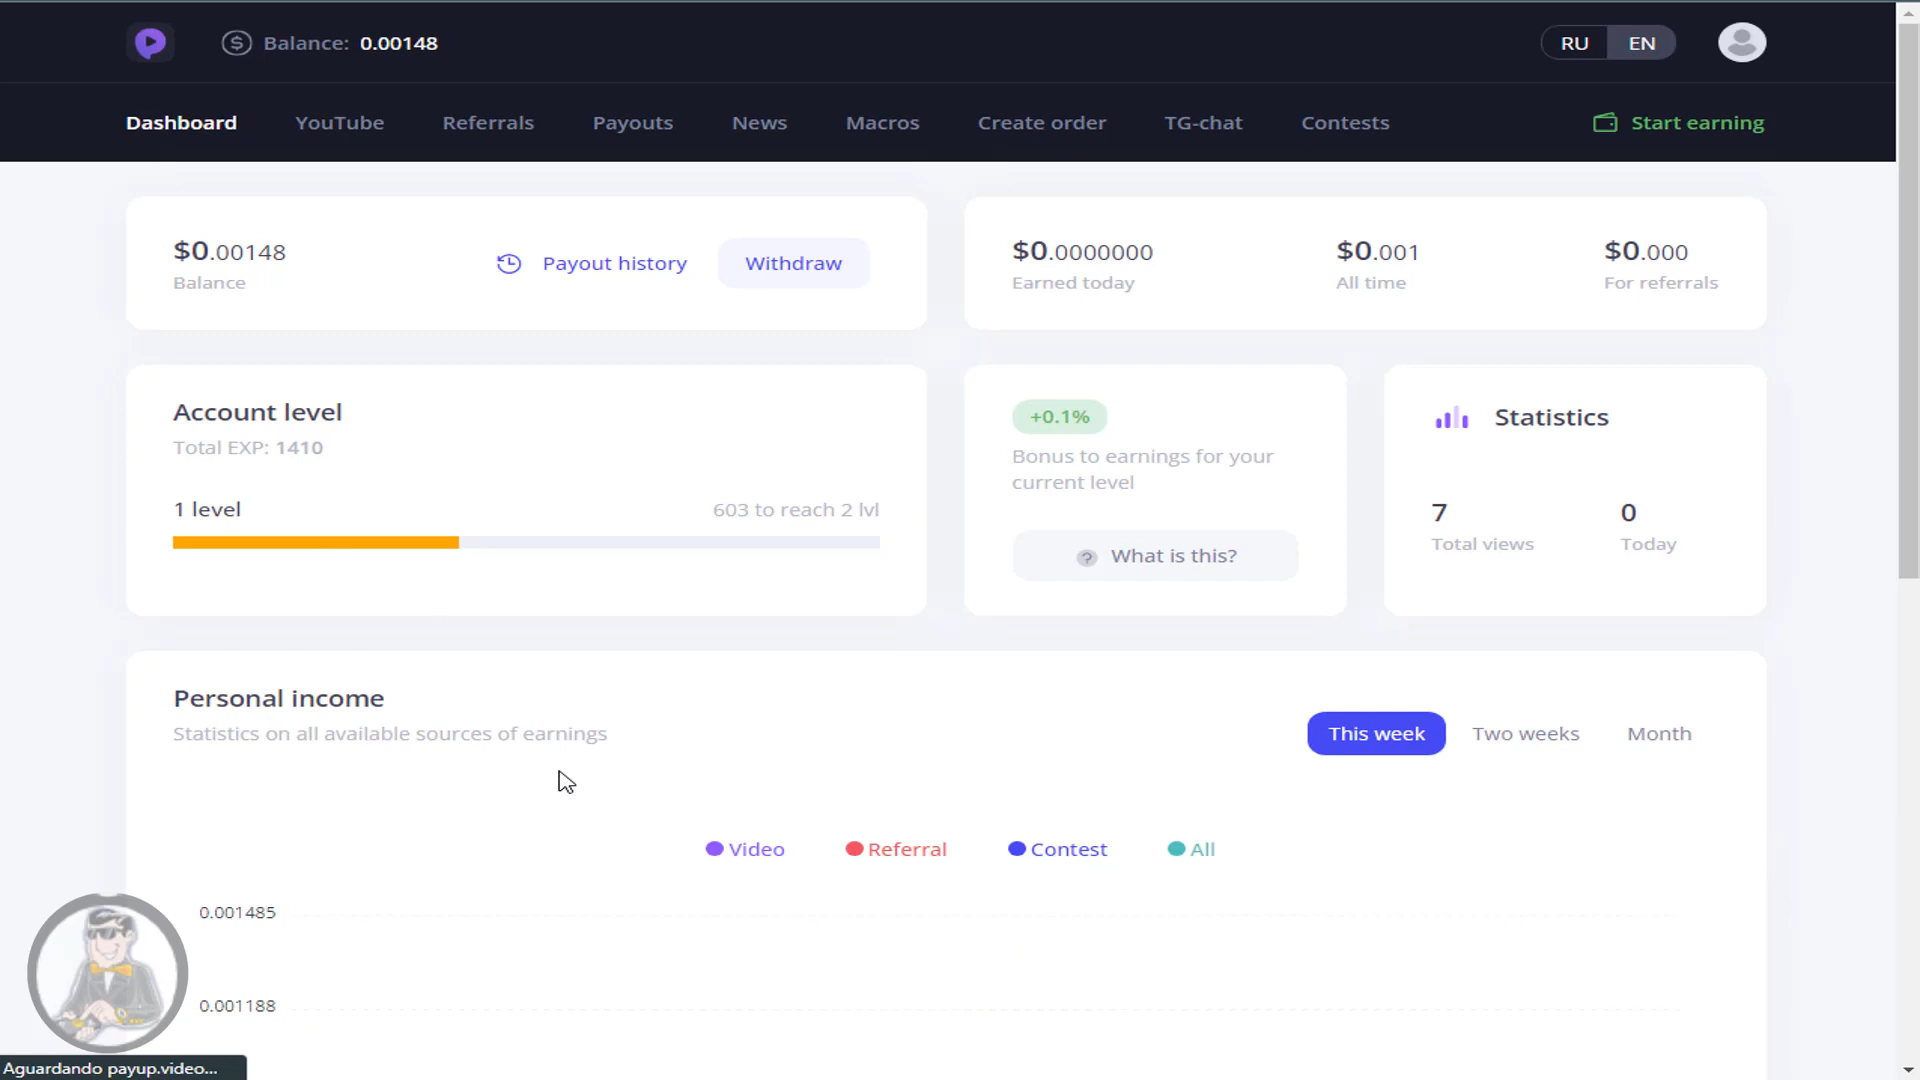 Balance: 0.00148
RU EN
Dashboard YouTube Referrals Payouts News Macros Create order TG-chat Contests Start earning
$0.00148
Balance
Payout history
Withdraw
$0.0000000
Earned today
$0.001
All time
$0.000
For referrals
Account level
Total EXP: 1410
1 level
603 to reach 2 lvl
+0.1%
Bonus to earnings for your
current level
? What is this?
Statistics
7
Total views
0
Today
Personal income
Statistics on all available sources of earnings
This week Two weeks Month
Video Referral Contest All
0.001485
0.001188
Aguardando payup.video...